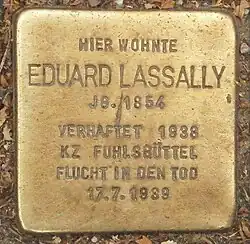 HIER WOHNTE
EDUARD LASSALLY
JG. 1854
VERHAFTET 1938
KZ FUHLSBÜTTEL
FLUCHT IN DEN TOD
17.7.1939